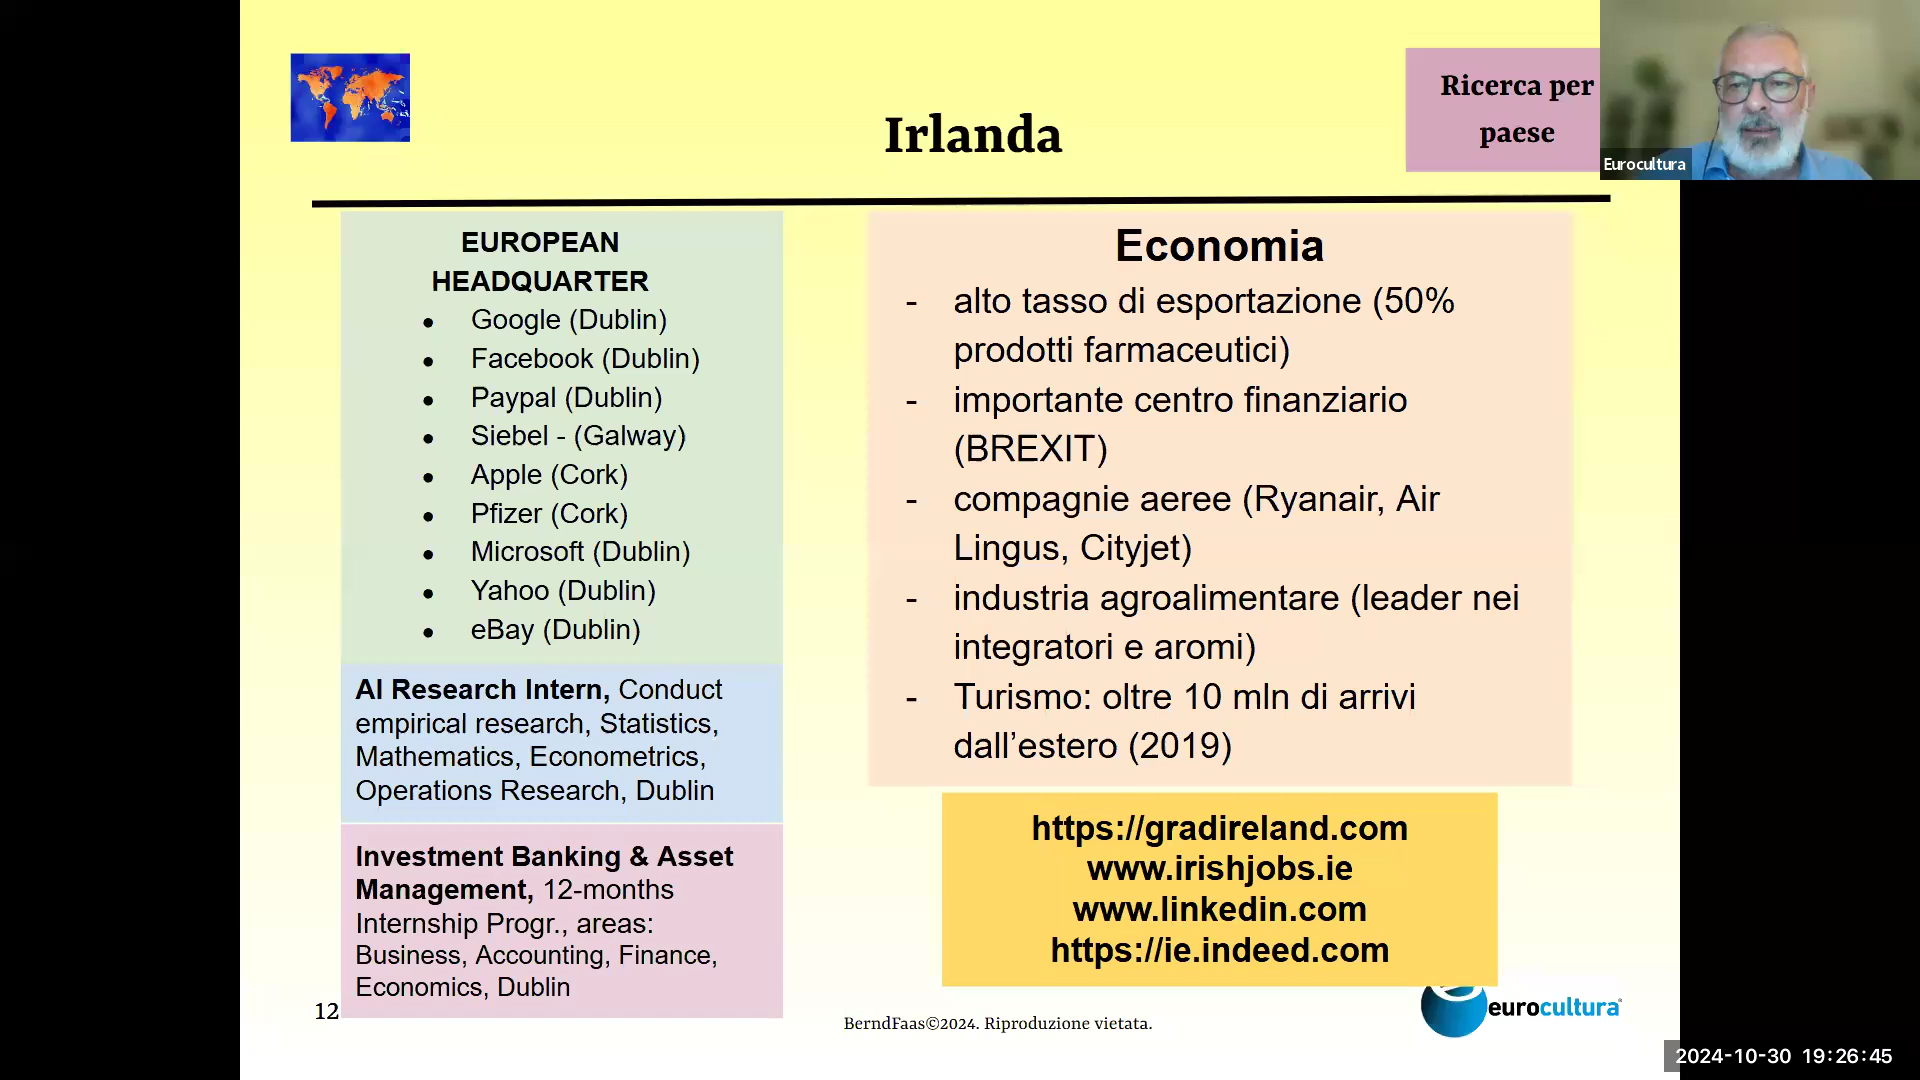 Irlanda
Ricerca per
paese
Eurocultura
EUROPEAN
HEADQUARTER
● Google (Dublin)
● Facebook (Dublin)
● Paypal (Dublin)
● Siebel - (Galway)
● Apple (Cork)
● Pfizer (Cork)
● Microsoft (Dublin)
● Yahoo (Dublin)
● eBay (Dublin)
AI Research Intern, Conduct
empirical research, Statistics,
Mathematics, Econometrics,
Operations Research, Dublin
Investment Banking & Asset
Management, 12-months
Internship Progr., areas:
Business, Accounting, Finance,
Economics, Dublin
Economia
- alto tasso di esportazione (50%
prodotti farmaceutici)
- importante centro finanziario
(BREXIT)
- compagnie aeree (Ryanair, Air
Lingus, Cityjet)
- industria agroalimentare (leader nei
integratori e aromi)
- Turismo: oltre 10 mln di arrivi
dall’estero (2019)
https://gradireland.com
www.irishjobs.ie
www.linkedin.com
https://ie.indeed.com
12
BerndFaas©2024. Riproduzione vietata.
eurocultura
2024-10-30 19:26:45